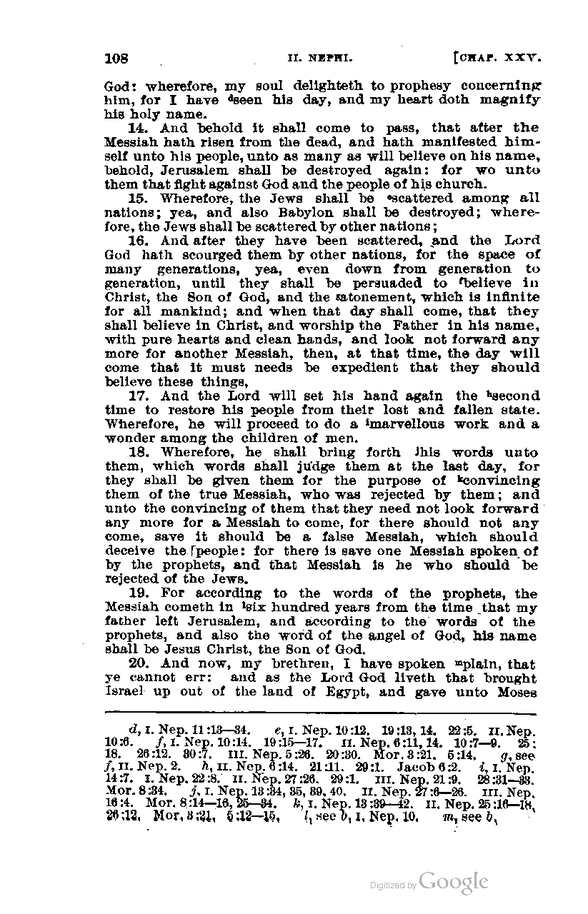 108 II. NEPHI. [CHAP. XXV.
God: wherefore, my soul delighteth to prophesy concerning
him, for I have dseen his day, and my heart doth magnify
his holy name.
14. And behold it shall come to pass, that after the
Messiah hath risen from the dead, and hath manifested him-
self unto his people, unto as many as will believe on his name,
behold, Jerusalem shall be destroyed again: for wo unto
them that fight against God and the people of his church.
15. Wherefore, the Jews shall be escattered among all
nations; yea, and also Babylon shall be destroyed; where-
fore, the Jews shall be scattered by other nations;
16. And after they have been scattered, and the Lord
God hath scourged them by other nations, for the space of
many generations, yea, even down from generation to
generation, until they shall be persuaded to fbelieve in
Christ, the Son of God, and the gatonement, which is infinite
for all mankind; and when that day shall come, that they
shall believe in Christ, and worship the Father in his name,
with pure hearts and clean hands, and look not forward any
more for another Messiah, then, at that time, the day will
come that it must needs be expedient that they should
believe these things,
17. And the Lord will set his hand again the hsecond
time to restore his people from their lost and fallen state.
Wherefore, he will proceed to do a imarvellous work and a
wonder among the children of men.
18. Wherefore, he shall bring forth jhis words unto
them, which words shall judge them at the last day, for
they shall be given them for the purpose of kconvincing
them of the true Messiah, who was rejected by them; and
unto the convincing of them that they need not look forward
any more for a Messiah to come, for there should not any
come, save it should be a false Messiah, which should
deceive the people: for there is save one Messiah spoken of
by the prophets, and that Messiah is he who should be
rejected of the Jews.
19. For according to the words of the prophets, the
Messiah cometh in lsix hundred years from the time that my
father left Jerusalem, and according to the words of the
prophets, and also the word of the angel of God, his name
shall be Jesus Christ, the Son of God.
20. And now, my brethren, I have spoken mplain, that
ye cannot err: and as the Lord God liveth that brought
Israel up out of the land of Egypt, and gave unto Moses
d, I. Nep. 11:13—34. e, I. Nep. 10:12. 19:13, 14. 22:5. II. Nep.
10:6. f, I. Nep. 10:14. 19:15—17. II. Nep. 6:11, 14. 10:7—9. 25:
18. 26:12. 30:7. III. Nep. 5:26. 20:30. Mor. 3:21. 5:14. g, see
f, II. Nep. 2. h, II. Nep. 6:14. 21:11. 29:1. Jacob 6:2. i, I. Nep.
14:7. I. Nep. 22:8. II. Nep. 27:26. 29:1. III. Nep. 21:9. 28:31—33.
Mor. 8:34. j, I. Nep. 13:34, 35, 39, 40. II. Nep. 27:6—26. III. Nep.
16:4. Mor. 8:14—16, 25—34. k, I. Nep. 13:39—42. II. Nep. 25:16—18,
26:12. Mor. 3:21, 5:12—15, l, see b, I. Nep. 10. m, see b,
Digitized by Google